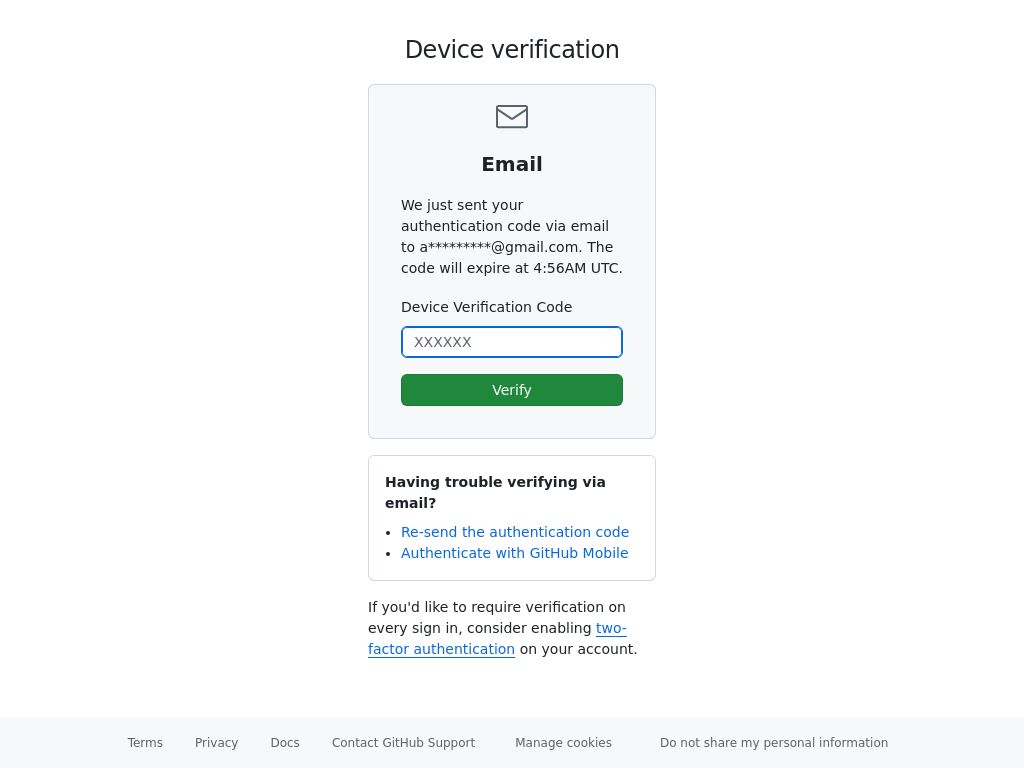 Device verification
Email
We just sent your
authentication code via email
to a*********@gmail.com. The
code will expire at 4:56AM UTC.
Device Verification Code
XXXXXX
Verify
Having trouble verifying via
email?
• Re-send the authentication code
• Authenticate with GitHub Mobile
If you'd like to require verification on
every sign in, consider enabling two-
factor authentication on your account.
Terms Privacy Docs Contact GitHub Support Manage cookies Do not share my personal information